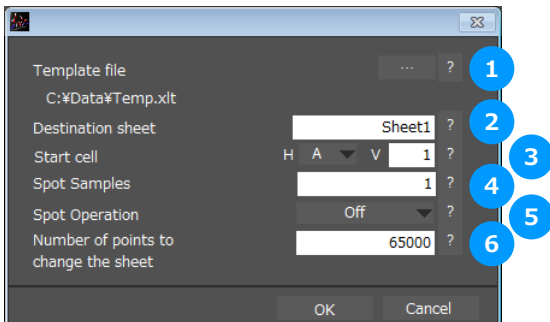 Template file ... ? 1
C:¥Data¥Temp.xlt
Destination sheet Sheet1 ? 2
Start cell H A V 1 ? 3
Spot Samples 1 ? 4
Spot Operation Off ? 5
Number of points to 65000 ? 6
change the sheet
OK Cancel